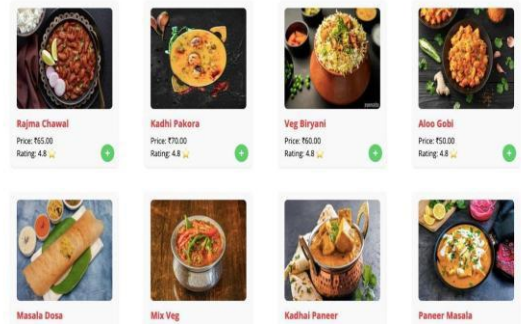 Rajma Chawal
Price: ₹65.00
Rating: 4.8
Kadhi Pakora
Price: ₹70.00
Rating: 4.8
Veg Biryani
Price: ₹60.00
Rating: 4.8
Aloo Gobi
Price: ₹50.00
Rating: 4.8
Masala Dosa
Mix Veg
Kadhai Paneer
Paneer Masala